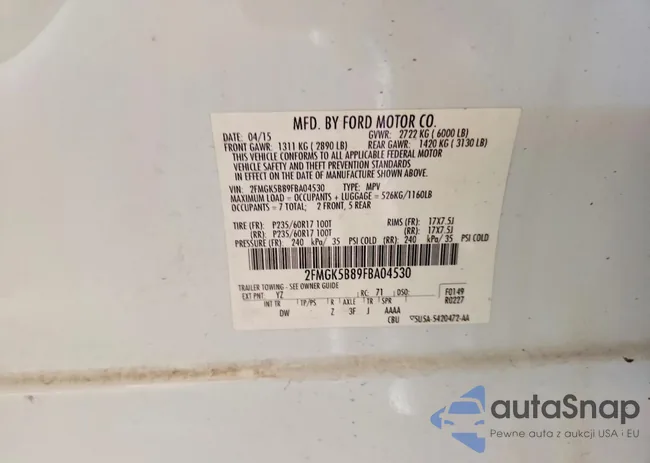 MFD. BY FORD MOTOR CO.
DATE: 04/15 GVWR: 2722 KG ( 6000 LB)
FRONT GAWR: 1311 KG ( 2890 LB) REAR GAWR: 1420 KG ( 3130 LB)
THIS VEHICLE CONFORMS TO ALL APPLICABLE FEDERAL MOTOR
VEHICLE SAFETY AND THEFT PREVENTION STANDARDS
IN EFFECT ON THE DATE OF MANUFACTURE SHOWN ABOVE.
VIN: 2FMGK5B89FBA04530 TYPE: MPV
MAXIMUM LOAD = OCCUPANTS + LUGGAGE = 526KG/1160LB
OCCUPANTS = 7 TOTAL: 2 FRONT, 5 REAR
TIRE (FR): P235/60R17 100T RIMS (FR): 17X7.5J
(RR): P235/60R17 100T (RR): 17X7.5J
PRESSURE (FR): 240 kPa/ 35 PSI COLD (RR): 240 kPa/ 35 PSI COLD
2FMGK5B89FBA04530
TRAILER TOWING - SEE OWNER GUIDE
EXT PNT: YZ RC: 71 DSO: F0149
R0227
INT TR TP/PS R AXLE TR SPR
DW Z 3F J AAAA
CBU 5U5A-5420472-AA
autaSnap
Pewne auta z aukcji USA i EU